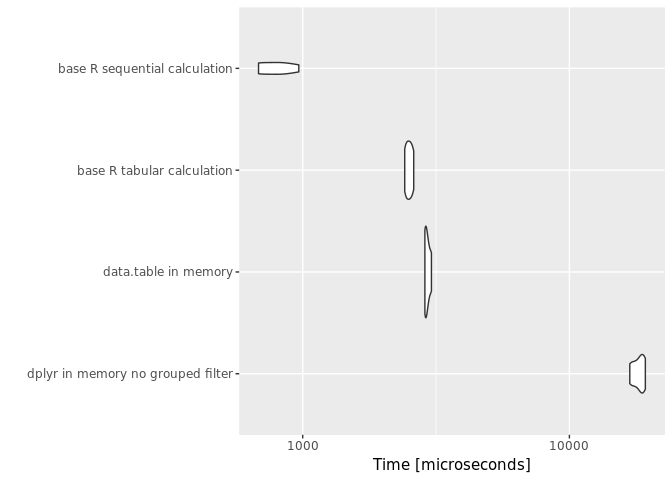 base R sequential calculation
base R tabular calculation
data.table in memory
dplyr in memory no grouped filter
1000 10000
Time [microseconds]